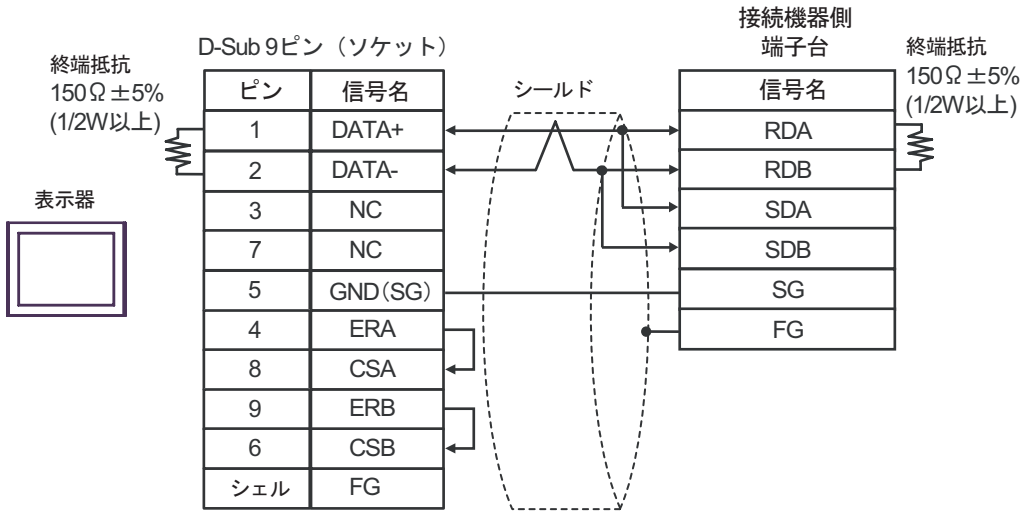 接続機器側
端子台
D-Sub 9ピン（ソケット）
終端抵抗
150Ω±5%
(1/2W以上)
終端抵抗
150Ω±5%
(1/2W以上)
シールド
表示器
ピン 信号名
1 DATA+
2 DATA-
3 NC
7 NC
5 GND(SG)
4 ERA
8 CSA
9 ERB
6 CSB
シェル FG
信号名
RDA
RDB
SDA
SDB
SG
FG